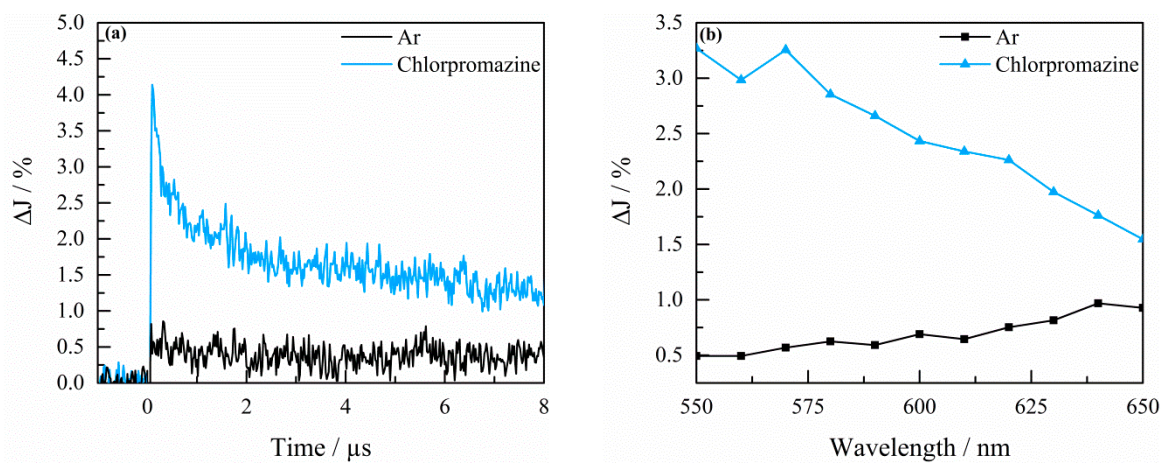 (a)
Ar
Chlorpromazine
5.0
4.5
4.0
3.5
3.0
2.5
2.0
1.5
1.0
0.5
0.0
ΔJ / %
0 2 4 6 8
Time / μs
(b)
Ar
Chlorpromazine
3.5
3.0
2.5
2.0
1.5
1.0
0.5
ΔJ / %
550 575 600 625 650
Wavelength / nm